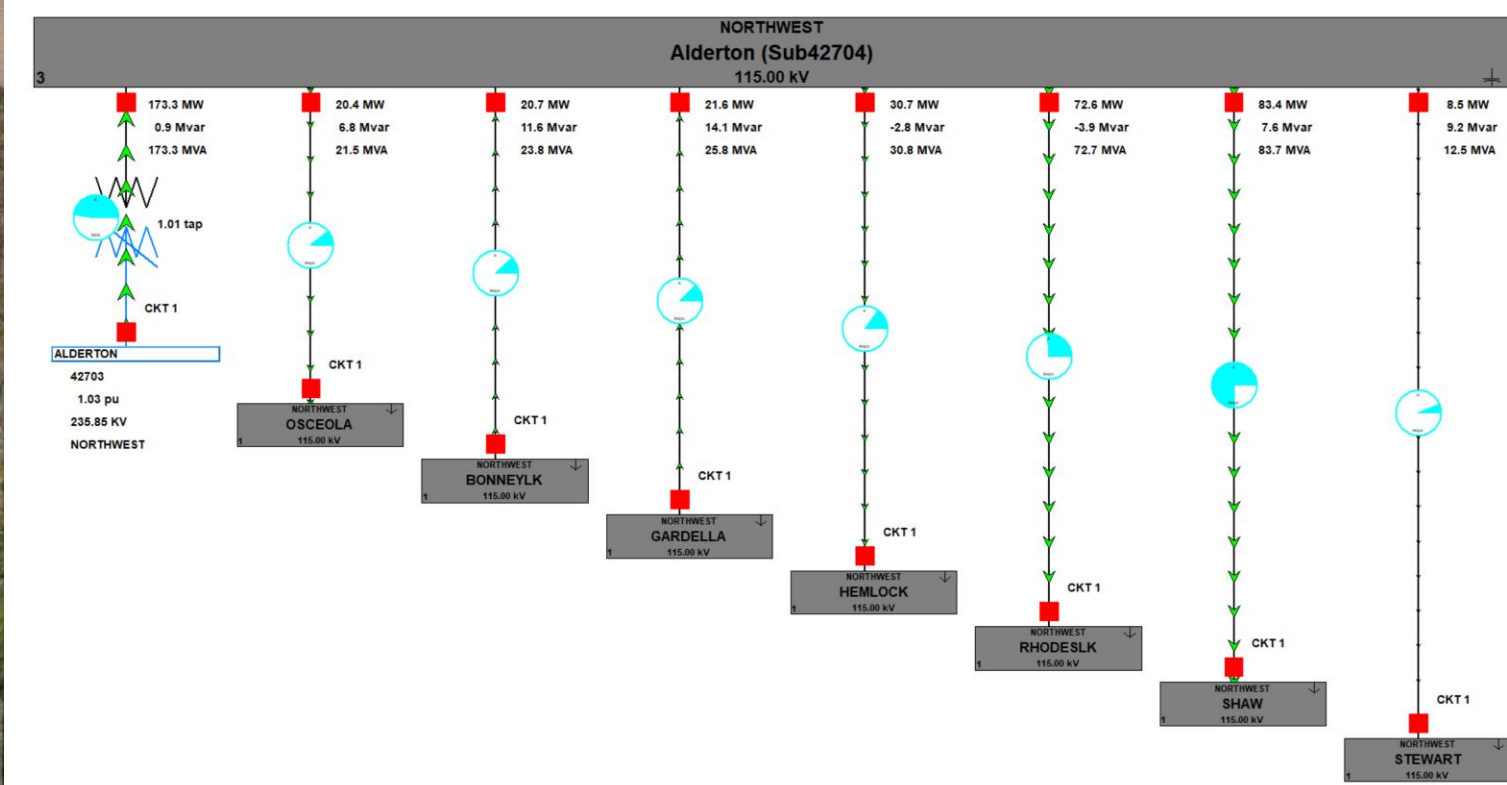 NORTHWEST
Alderton (Sub42704)
115.00 kV
3
173.3 MW
0.9 Mvar
173.3 MVA
1.01 tap
CKT 1
ALDERTON
42703
1.03 pu
235.85 KV
NORTHWEST
20.4 MW
6.8 Mvar
21.5 MVA
CKT 1
NORTHWEST
OSCEOLA
115.00 kV
1
20.7 MW
11.6 Mvar
23.8 MVA
CKT 1
NORTHWEST
BONNEYLK
115.00 kV
1
21.6 MW
14.1 Mvar
25.8 MVA
CKT 1
NORTHWEST
GARDELLA
115.00 kV
1
30.7 MW
-2.8 Mvar
30.8 MVA
CKT 1
NORTHWEST
HEMLOCK
115.00 kV
1
72.6 MW
-3.9 Mvar
72.7 MVA
CKT 1
NORTHWEST
RHODESLK
115.00 kV
1
83.4 MW
7.6 Mvar
83.7 MVA
CKT 1
NORTHWEST
SHAW
115.00 kV
1
8.5 MW
9.2 Mvar
12.5 MVA
CKT 1
NORTHWEST
STEWART
115.00 kV
1